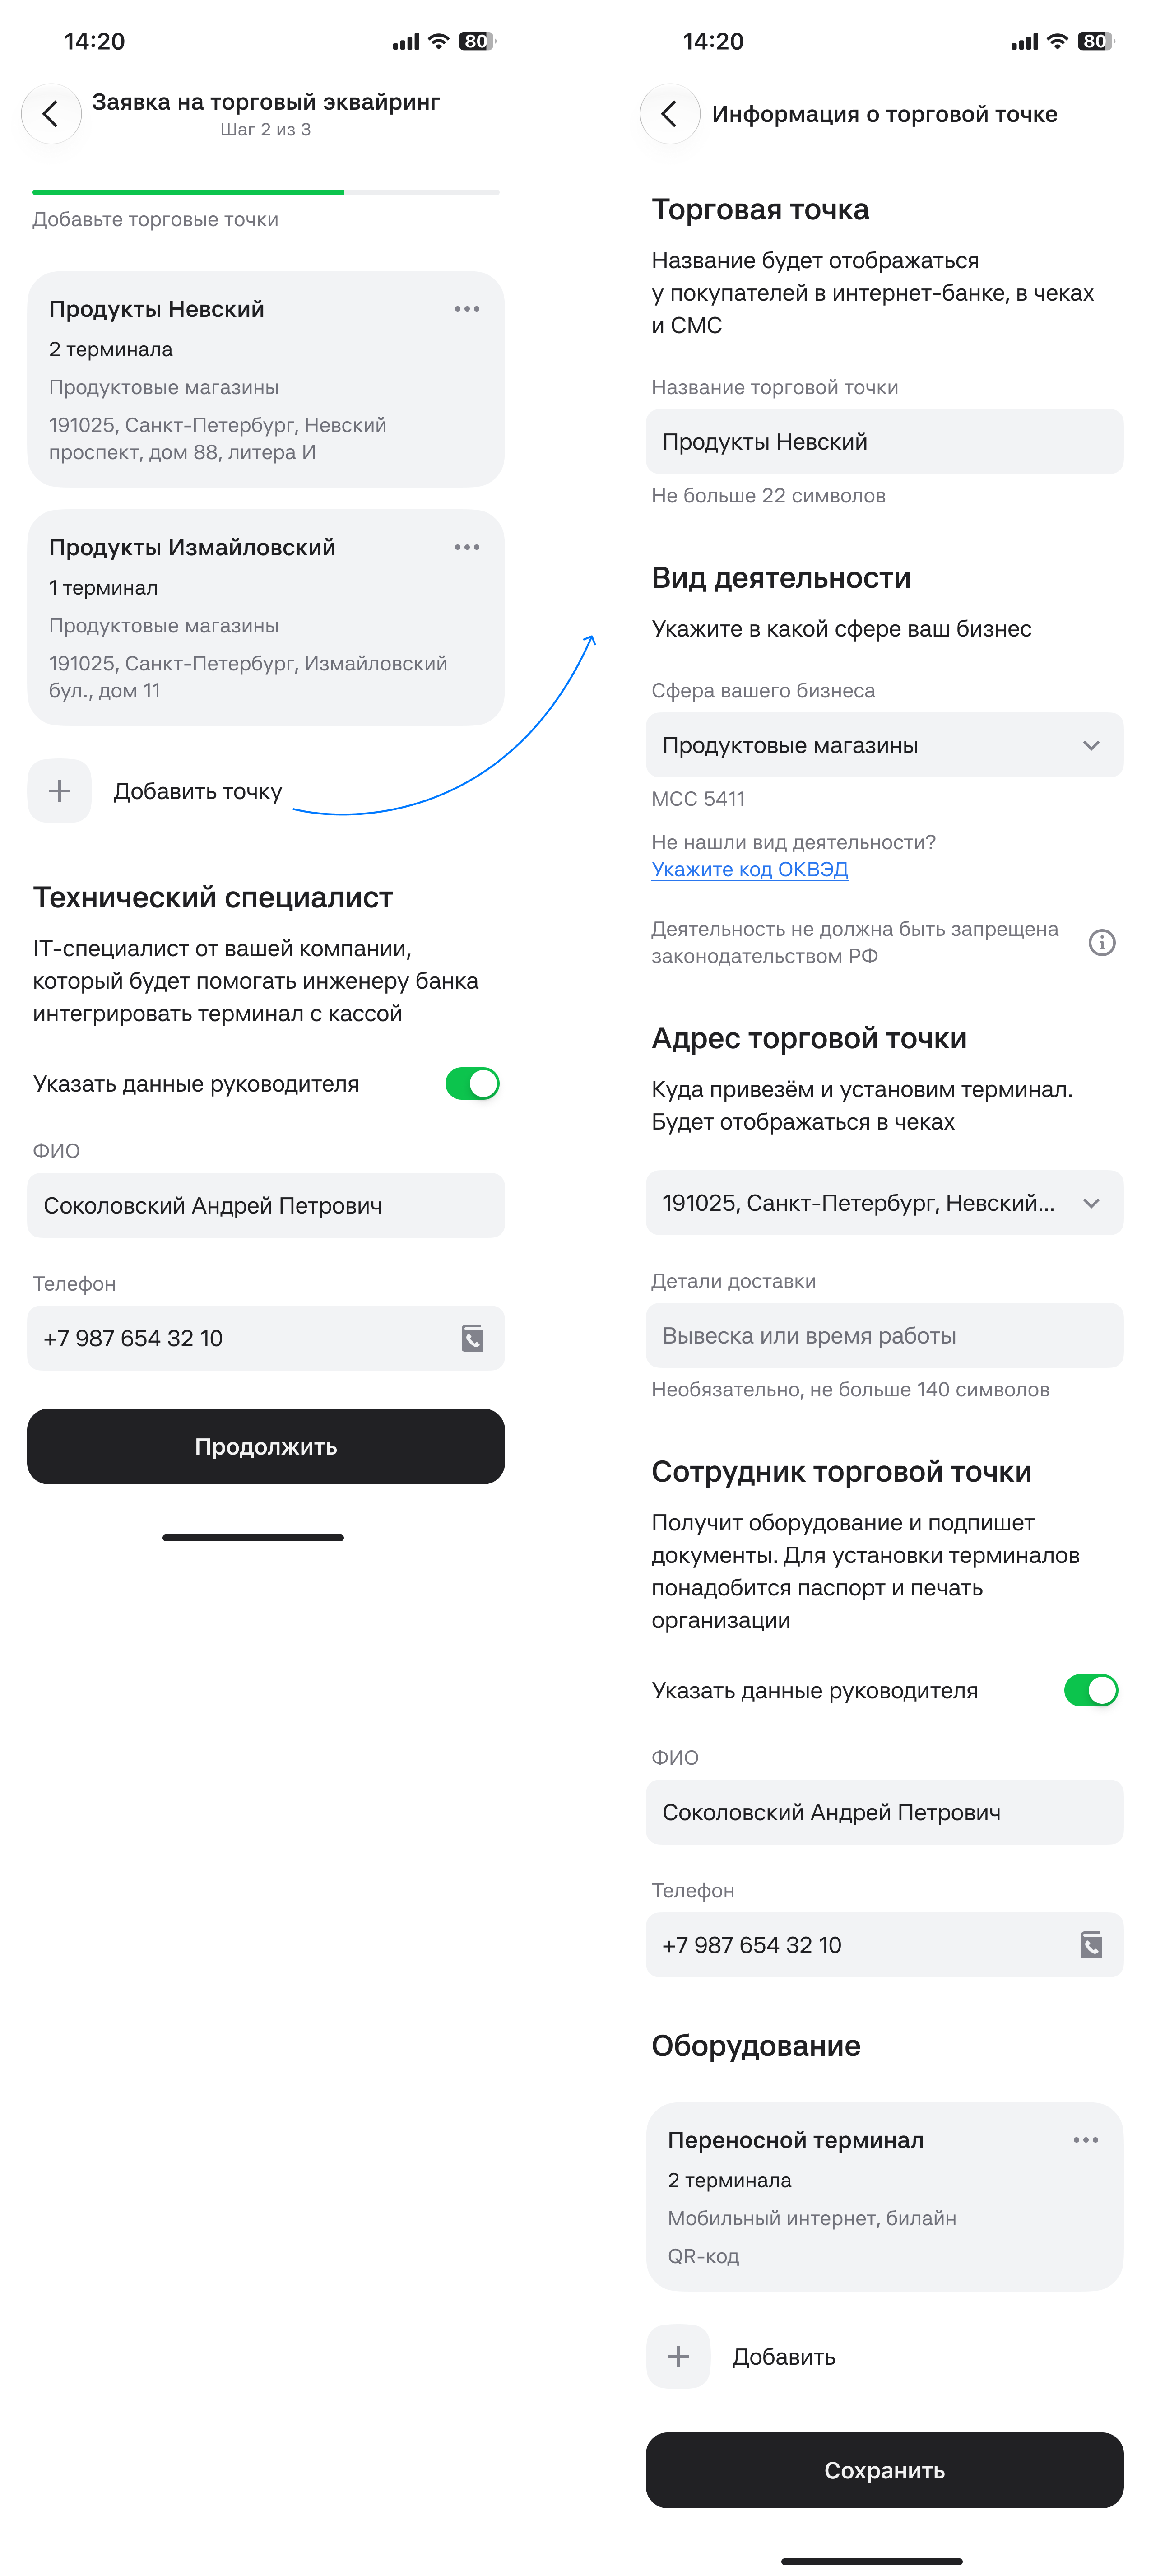 14:20
80
Заявка на торговый эквайринг
Шаг 2 из 3
Добавьте торговые точки
Продукты Невский
2 терминала
Продуктовые магазины
191025, Санкт-Петербург, Невский
проспект, дом 88, литера И
Продукты Измайловский
1 терминал
Продуктовые магазины
191025, Санкт-Петербург, Измайловский
бул., дом 11
Добавить точку
Технический специалист
IT-специалист от вашей компании,
который будет помогать инженеру банка
интегрировать терминал с кассой
Указать данные руководителя
ФИО
Соколовский Андрей Петрович
Телефон
+7 987 654 32 10
Продолжить
14:20
80
Информация о торговой точке
Торговая точка
Название будет отображаться
у покупателей в интернет-банке, в чеках
и СМС
Название торговой точки
Продукты Невский
Не больше 22 символов
Вид деятельности
Укажите в какой сфере ваш бизнес
Сфера вашего бизнеса
Продуктовые магазины
МСС 5411
Не нашли вид деятельности?
Укажите код ОКВЭД
Деятельность не должна быть запрещена
законодательством РФ
Адрес торговой точки
Куда привезём и установим терминал.
Будет отображаться в чеках
191025, Санкт-Петербург, Невский...
Детали доставки
Вывеска или время работы
Необязательно, не больше 140 символов
Сотрудник торговой точки
Получит оборудование и подпишет
документы. Для установки терминалов
понадобится паспорт и печать
организации
Указать данные руководителя
ФИО
Соколовский Андрей Петрович
Телефон
+7 987 654 32 10
Оборудование
Переносной терминал
2 терминала
Мобильный интернет, билайн
QR-код
Добавить
Сохранить